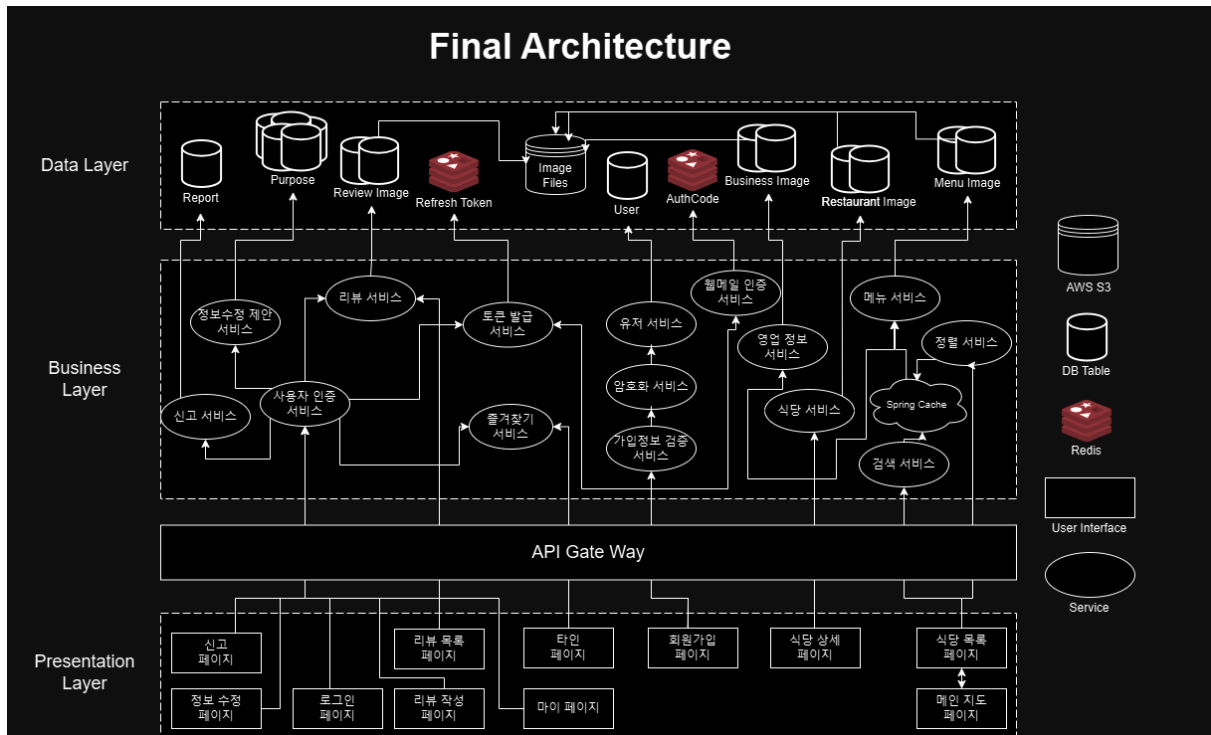 Final Architecture
Data Layer
Report
Purpose
Review Image
Refresh Token
Image
Files
User
AuthCode
Business Image
Restaurant Image
Menu Image
AWS S3
DB Table
Redis
User Interface
Service
Business
Layer
정보수정 제안
서비스
리뷰 서비스
토큰 발급
서비스
유저 서비스
웹메일 인증
서비스
영업 정보
서비스
메뉴 서비스
정렬 서비스
신고 서비스
사용자 인증
서비스
즐겨찾기
서비스
암호화 서비스
가입정보 검증
서비스
식당 서비스
Spring Cache
검색 서비스
API Gate Way
Presentation
Layer
신고
페이지
리뷰 목록
페이지
타인
페이지
회원가입
페이지
식당 상세
페이지
식당 목록
페이지
정보 수정
페이지
로그인
페이지
리뷰 작성
페이지
마이 페이지
메인 지도
페이지